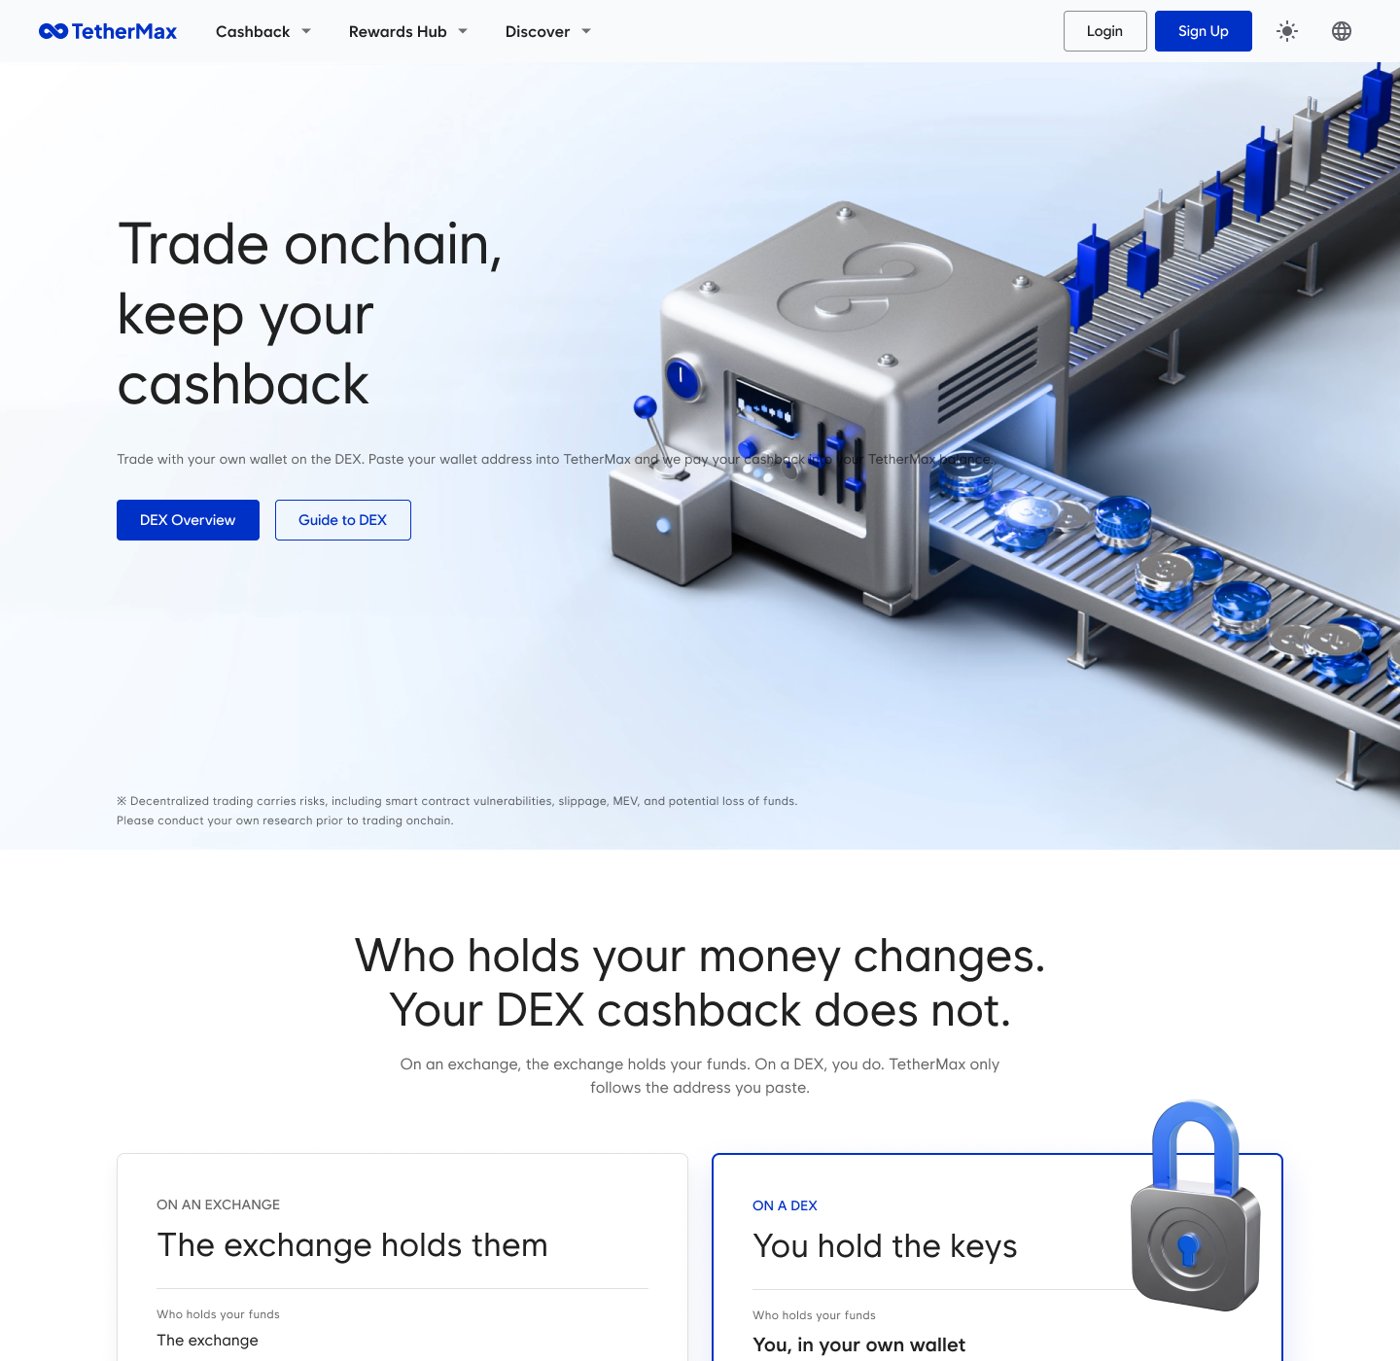 TetherMax
Cashback
Rewards Hub
Discover
Login
Sign Up
Trade onchain,
keep your
cashback
Trade with your own wallet on the DEX. Paste your wallet address into TetherMax and we pay your cashback into your TetherMax balance.
DEX Overview
Guide to DEX
※ Decentralized trading carries risks, including smart contract vulnerabilities, slippage, MEV, and potential loss of funds.
Please conduct your own research prior to trading onchain.
Who holds your money changes.
Your DEX cashback does not.
On an exchange, the exchange holds your funds. On a DEX, you do. TetherMax only
follows the address you paste.
ON AN EXCHANGE
The exchange holds them
Who holds your funds
The exchange
ON A DEX
You hold the keys
Who holds your funds
You, in your own wallet